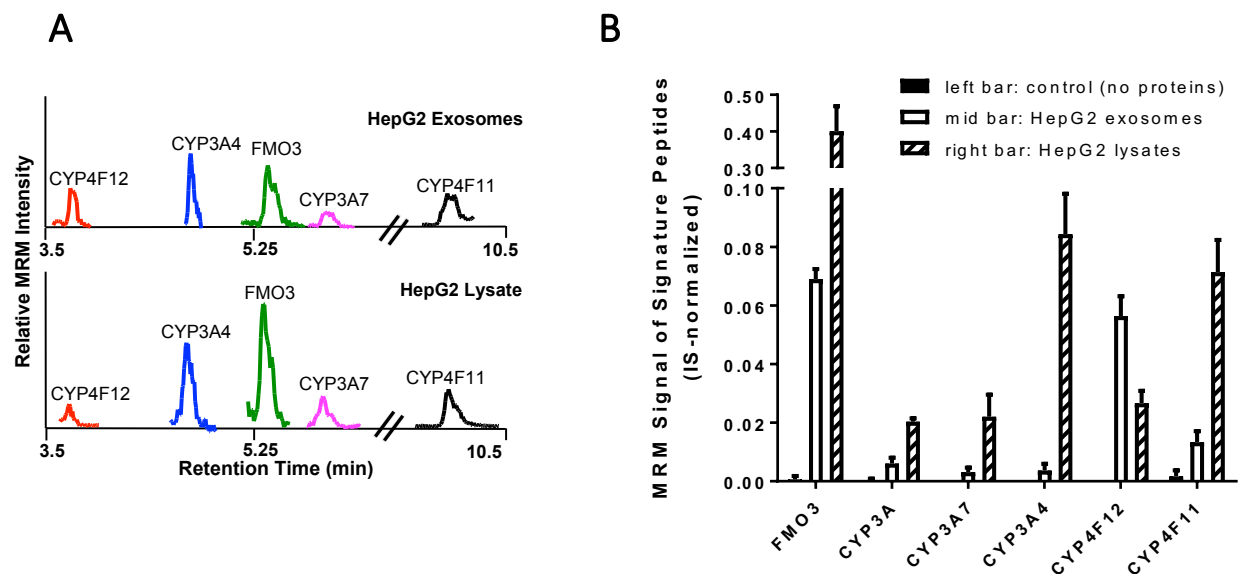 A
Relative MRM Intensity
HepG2 Exosomes
CYP4F12
CYP3A4
FMO3
CYP3A7
CYP4F11
3.5
5.25
10.5
HepG2 Lysate
CYP4F12
CYP3A4
FMO3
CYP3A7
CYP4F11
3.5
5.25
10.5
Retention Time (min)
B
MRM Signal of Signature Peptides
(IS-normalized)
left bar: control (no proteins)
mid bar: HepG2 exosomes
right bar: HepG2 lysates
0.50
0.40
0.30
0.10
0.08
0.06
0.04
0.02
0.00
FMO3
CYP3A
CYP3A7
CYP3A4
CYP4F12
CYP4F11